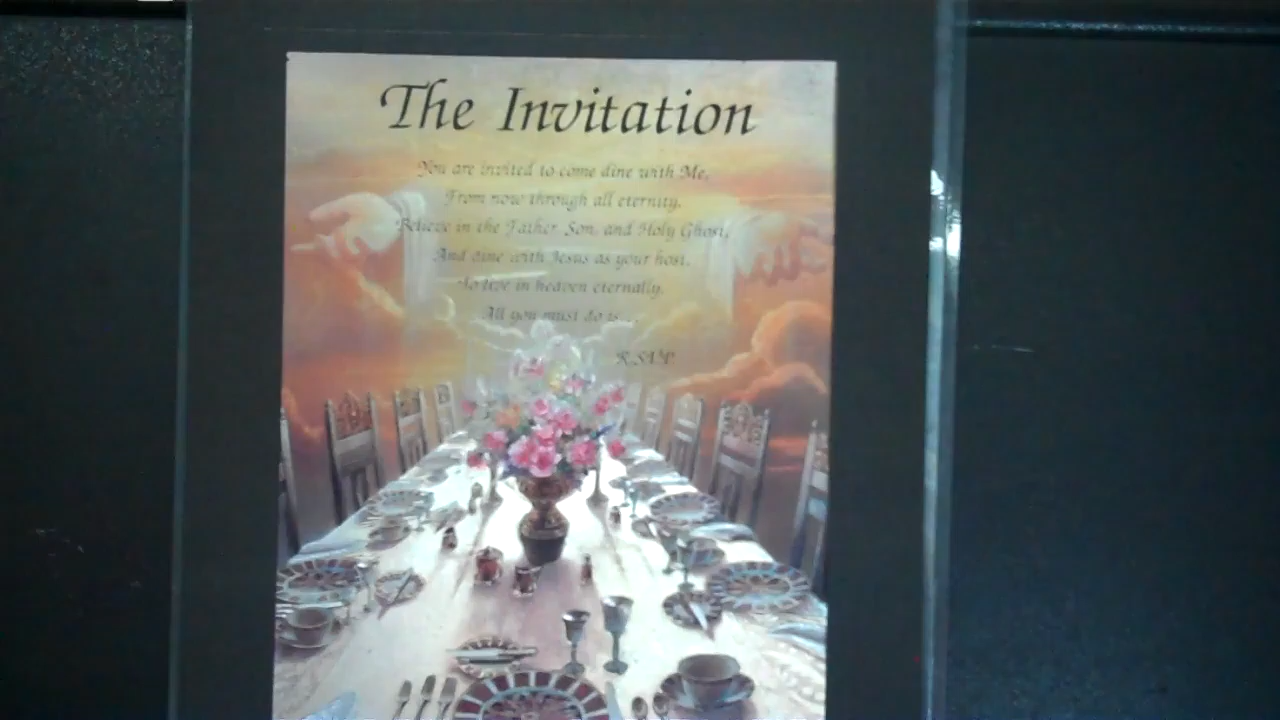 The Invitation
You are invited to come dine with Me,
From now through all eternity.
Believe in the Father, Son, and Holy Ghost,
And dine with Jesus as your host.
To live in heaven eternally.
All you must do is...
R.S.V.P.